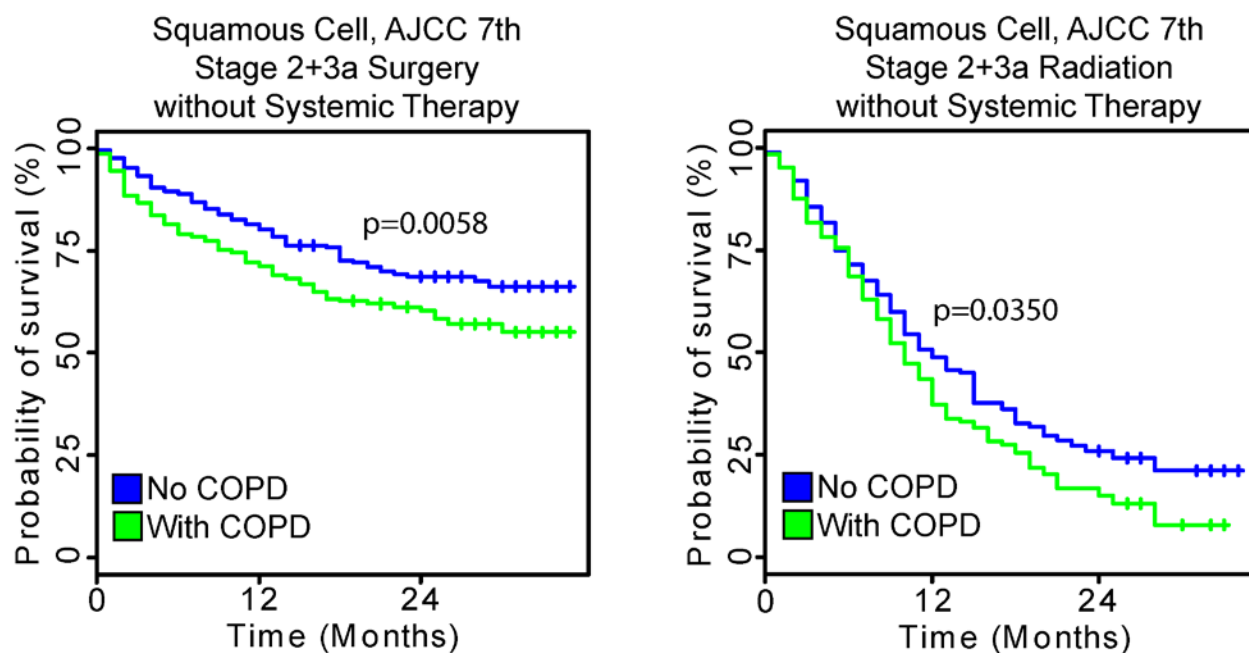 Squamous Cell, AJCC 7th
Stage 2+3a Surgery
without Systemic Therapy
Probability of survival (%)
100
75
50
25
0
p=0.0058
No COPD
With COPD
0 12 24
Time (Months)
Squamous Cell, AJCC 7th
Stage 2+3a Radiation
without Systemic Therapy
Probability of survival (%)
100
75
50
25
0
p=0.0350
No COPD
With COPD
0 12 24
Time (Months)